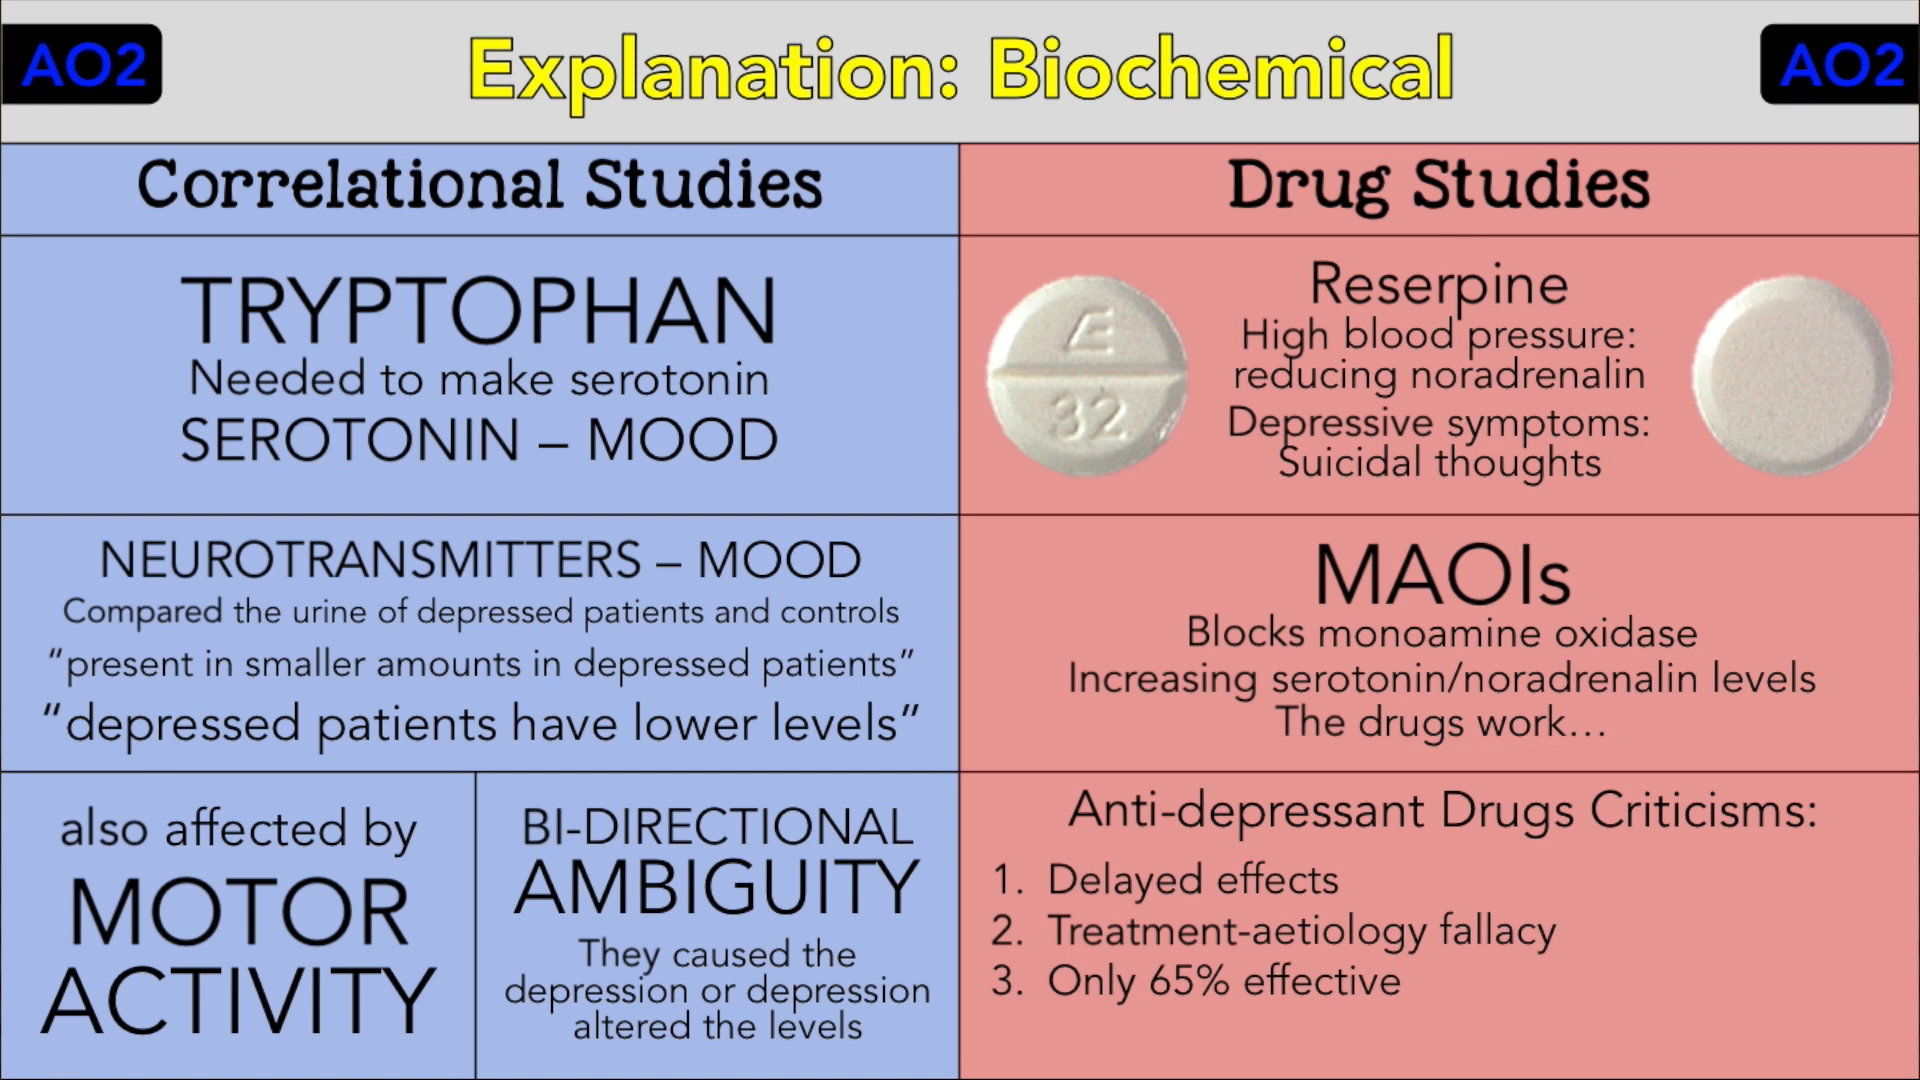 AO2
Explanation: Biochemical
AO2
Correlational Studies
TRYPTOPHAN
Needed to make serotonin
SEROTONIN – MOOD
NEUROTRANSMITTERS – MOOD
Compared the urine of depressed patients and controls
“present in smaller amounts in depressed patients”
“depressed patients have lower levels”
also affected by
MOTOR
ACTIVITY
BI-DIRECTIONAL
AMBIGUITY
They caused the
depression or depression
altered the levels
Drug Studies
E
32
Reserpine
High blood pressure:
reducing noradrenalin
Depressive symptoms:
Suicidal thoughts
MAOIs
Blocks monoamine oxidase
Increasing serotonin/noradrenalin levels
The drugs work...
Anti-depressant Drugs Criticisms:
1. Delayed effects
2. Treatment-aetiology fallacy
3. Only 65% effective